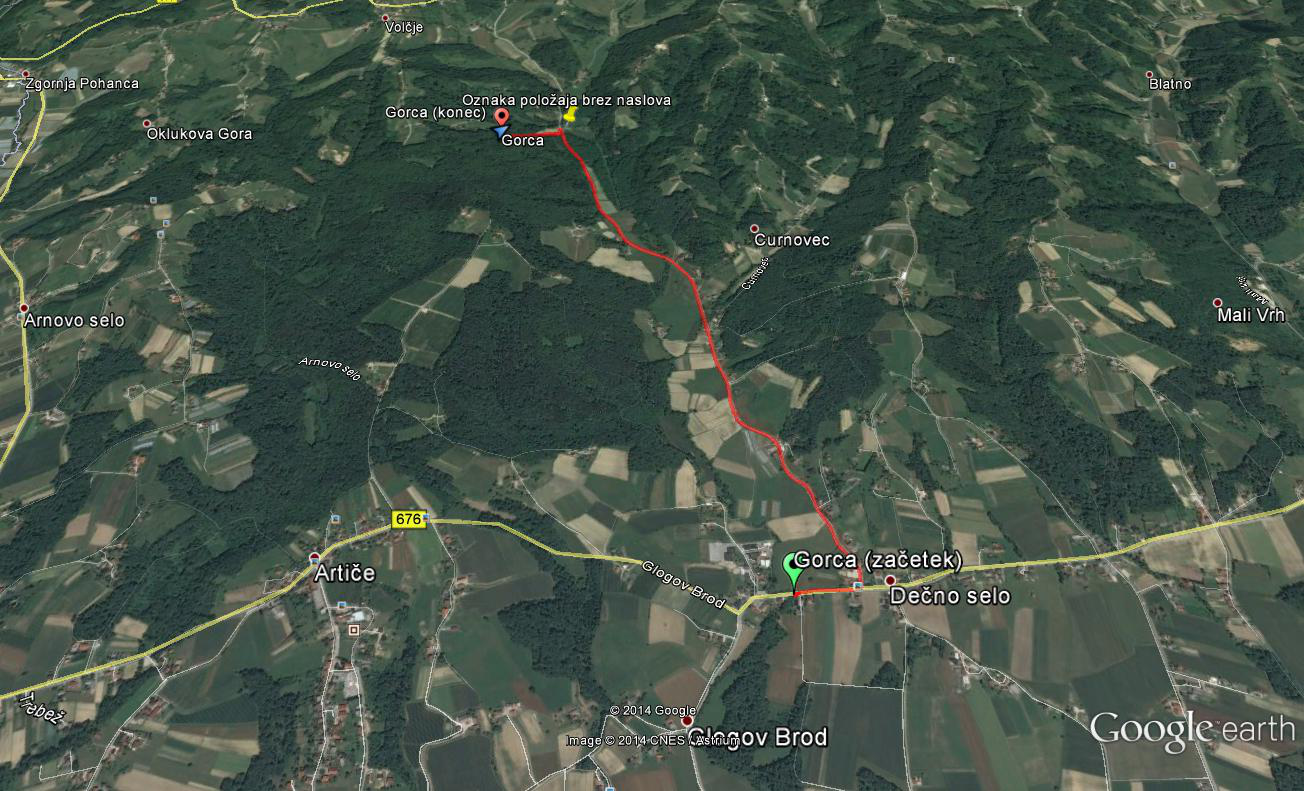 Volčje
Zgornja Pohanca
Blatno
Oznaka položaja brez naslova
Gorca (konec)
Oklukova Gora
Gorca
Curnovec
Curnovec
Mali Vrh
Arnovo selo
Arnovo selo
676
Gorca (začetek)
Glogov Brod
Artiče
Dečno selo
Trebež
© 2014 Google
Glogov Brod
Image © 2014 CNES / Astrium
Google earth